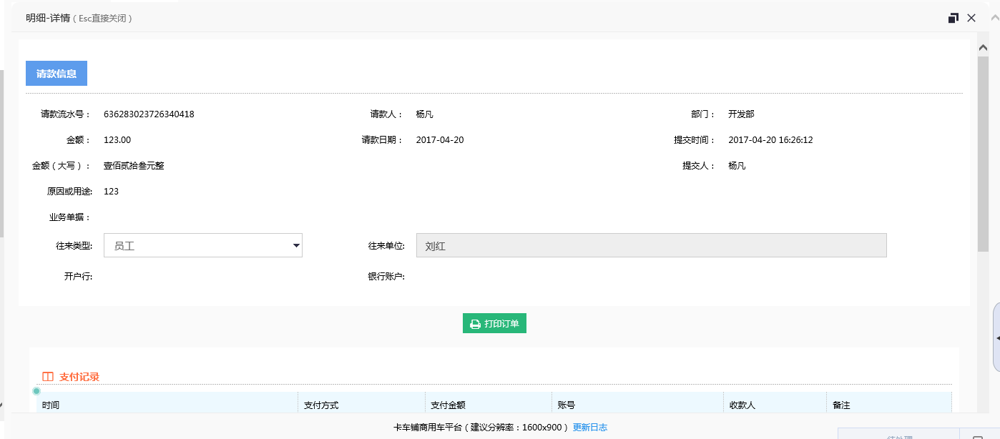 明细-详情 ( Esc直接关闭 )
请款信息
请款流水号： 636283023726340418 请款人： 杨凡 部门： 开发部
金额： 123.00 请款日期： 2017-04-20 提交时间： 2017-04-20 16:26:12
金额（大写）： 壹佰贰拾叁元整 提交人： 杨凡
原因或用途: 123
业务单据：
往来类型: 员工 往来单位: 刘红
开户行: 银行账户:
打印订单
支付记录
时间 支付方式 支付金额 账号 收款人 备注
卡车铺商用车平台 ( 建议分辨率：1600x900 ) 更新日志